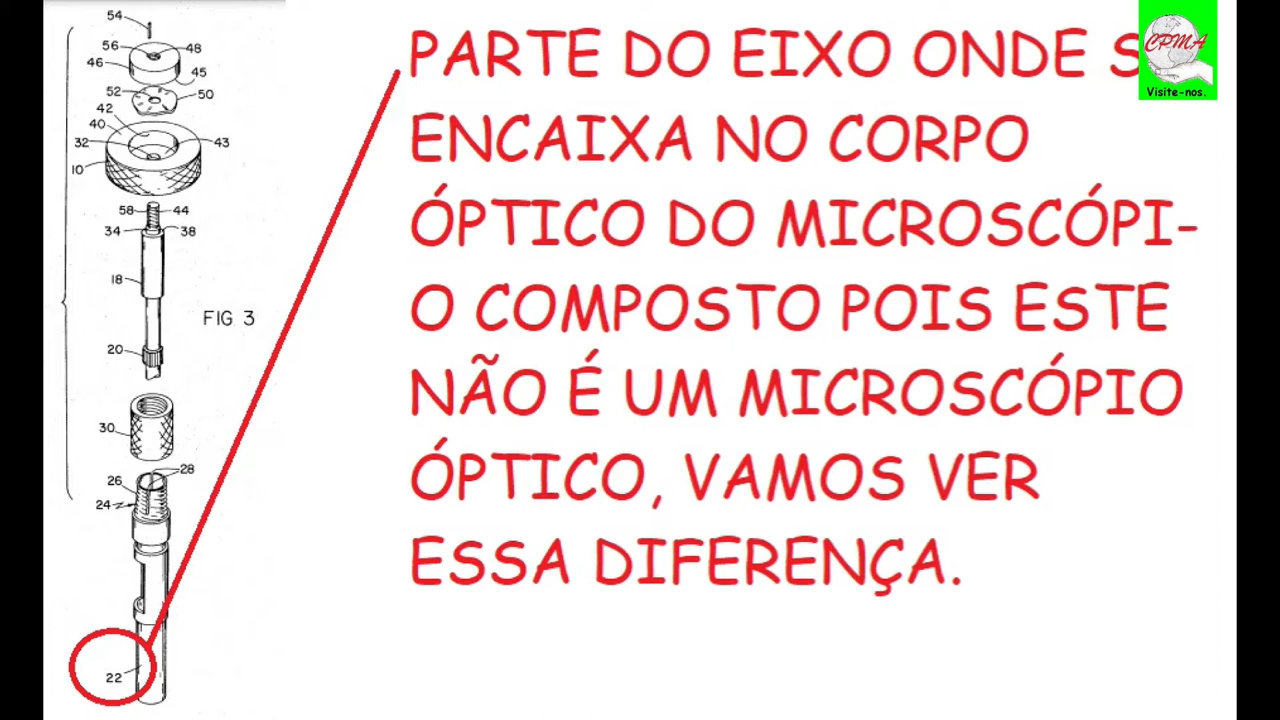 54
56
48
46
45
52
50
42
40
32
43
10
58
44
34
38
18
FIG 3
20
30
28
26
24
22
PARTE DO EIXO ONDE S
ENCAIXA NO CORPO
ÓPTICO DO MICROSCÓPI-
O COMPOSTO POIS ESTE
NÃO É UM MICROSCÓPIO
ÓPTICO, VAMOS VER
ESSA DIFERENÇA.
CPMA
Visite-nos.